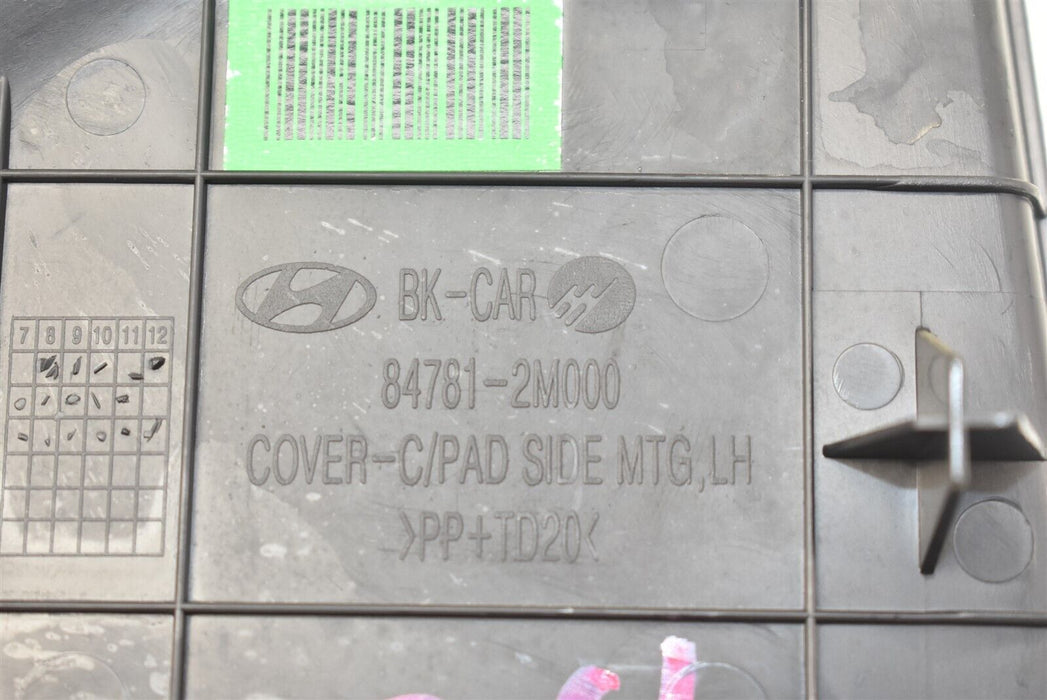 BK-CAR
7 8 9 10 11 12
84781-2M000
COVER-C/PAD SIDE MTG,LH
>PP+TD20<